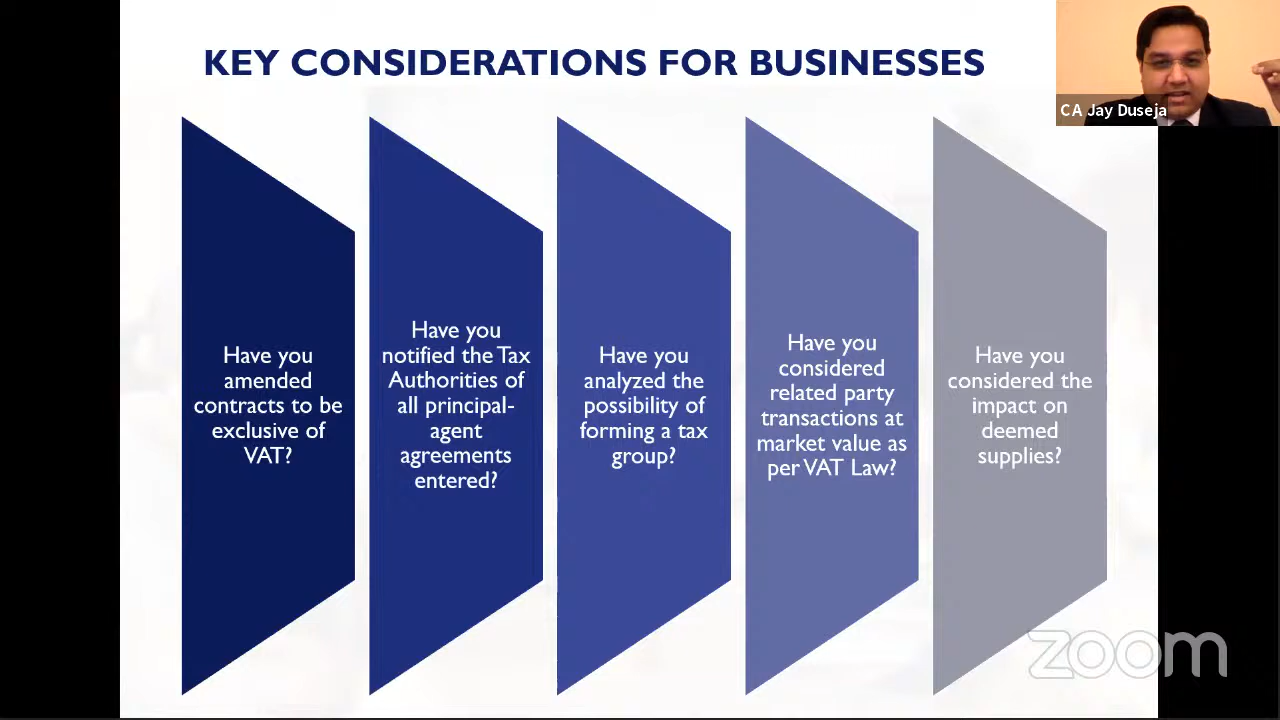 KEY CONSIDERATIONS FOR BUSINESSES
CA Jay Duseja
Have you
amended
contracts to be
exclusive of
VAT?
Have you
notified the Tax
Authorities of
all principal-
agent
agreements
entered?
Have you
analyzed the
possibility of
forming a tax
group?
Have you
considered
related party
transactions at
market value as
per VAT Law?
Have you
considered the
impact on
deemed
supplies?
zoom